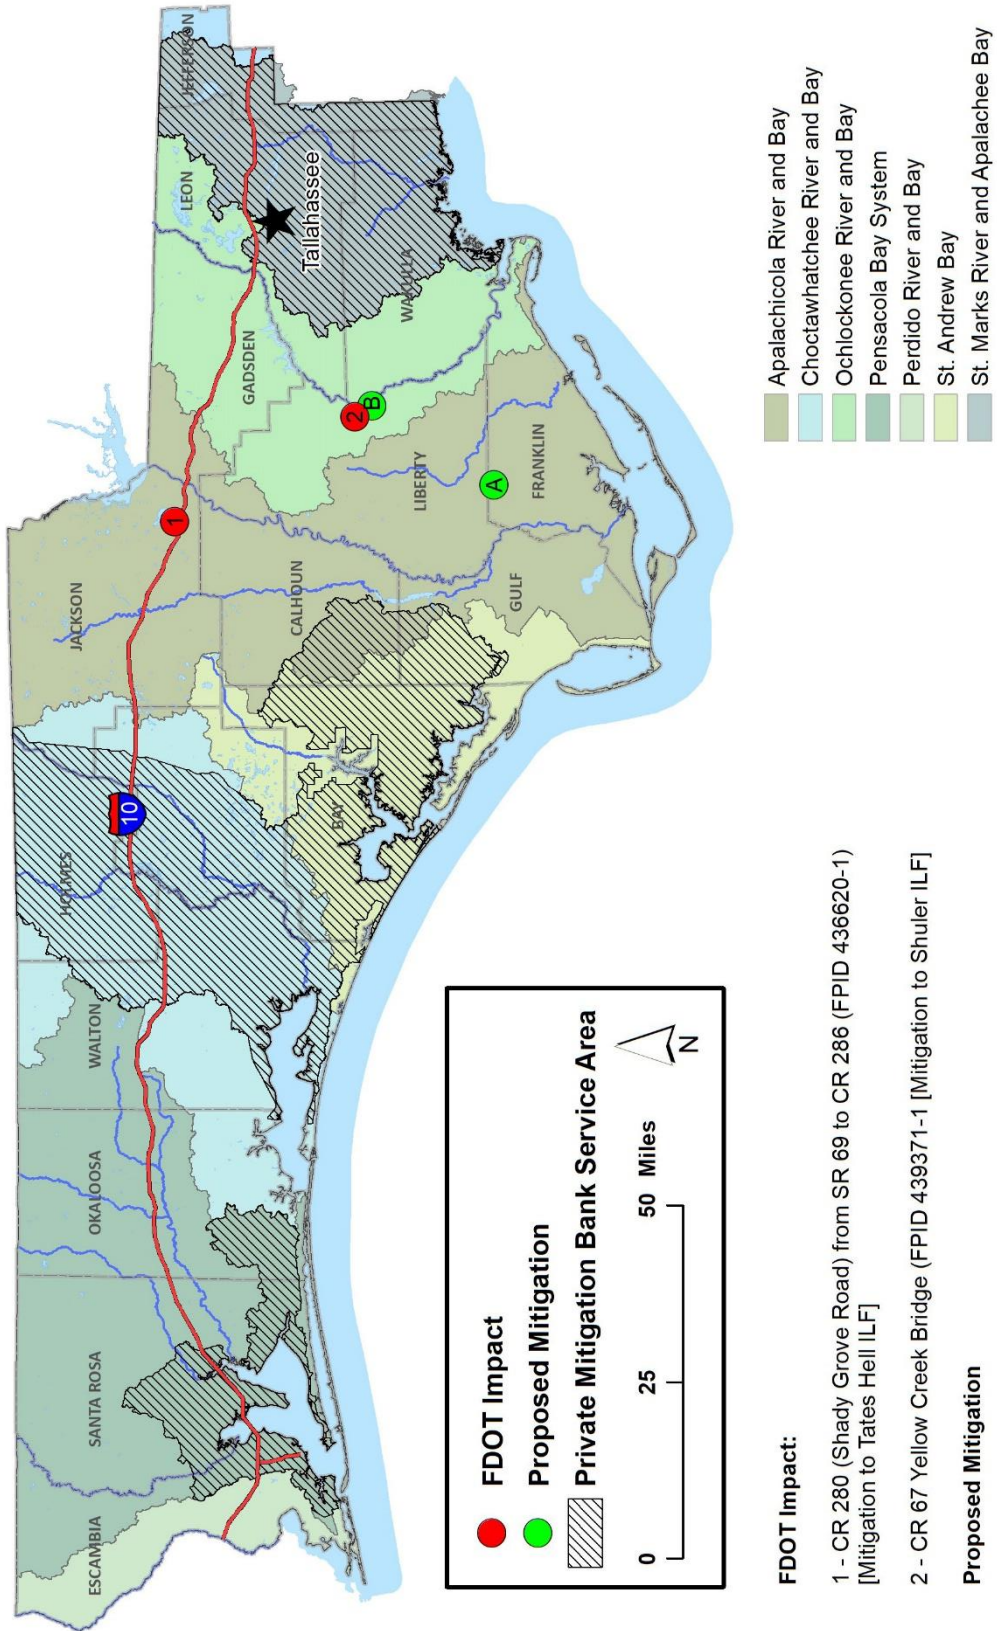 ESCAMBIA
SANTA ROSA
OKALOOSA
WALTON
HOLMES
JACKSON
GADSDEN
LEON
JEFFERSON
BAY
CALHOUN
GULF
LIBERTY
FRANKLIN
WAKULLA
Tallahassee
10
1
2
B
A
FDOT Impact
Proposed Mitigation
Private Mitigation Bank Service Area
0 25 50 Miles
N
FDOT Impact:
1 - CR 280 (Shady Grove Road) from SR 69 to CR 286 (FPID 436620-1)
[Mitigation to Tates Hell ILF]
2 - CR 67 Yellow Creek Bridge (FPID 439371-1 [Mitigation to Shuler ILF]
Proposed Mitigation
Apalachicola River and Bay
Choctawhatchee River and Bay
Ochlockonee River and Bay
Pensacola Bay System
Perdido River and Bay
St. Andrew Bay
St. Marks River and Apalachee Bay